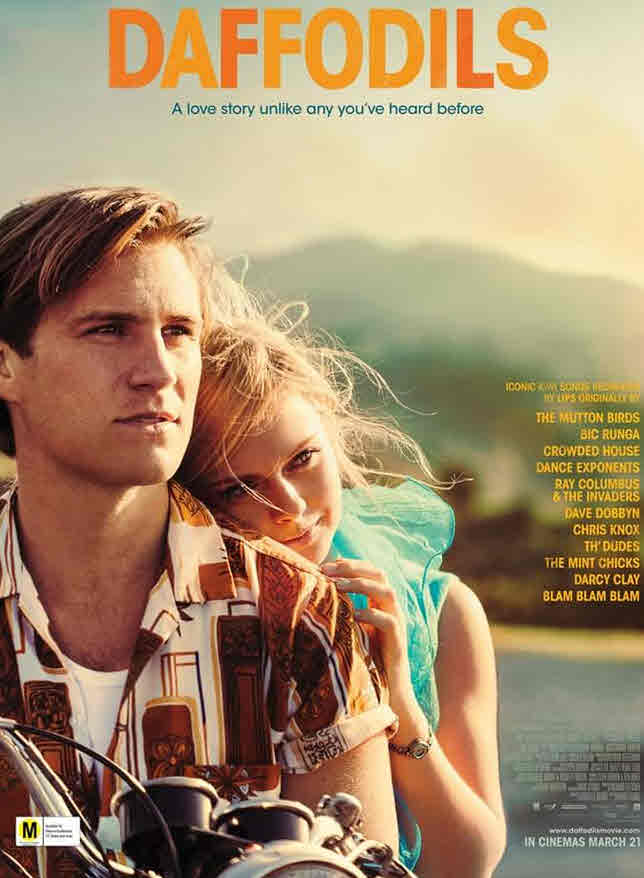 DAFFODILS
A love story unlike any you've heard before
ICONIC KIWI SONGS REWORKED
BY LIPS ORIGINALLY BY
THE MUTTON BIRDS
BIC RUNGA
CROWDED HOUSE
DANCE EXPONENTS
RAY COLUMBUS
& THE INVADERS
DAVE DOBBYN
CHRIS KNOX
TH' DUDES
THE MINT CHICKS
DARCY CLAY
BLAM BLAM BLAM
M
www.daffodilsmovie.com
IN CINEMAS MARCH 21